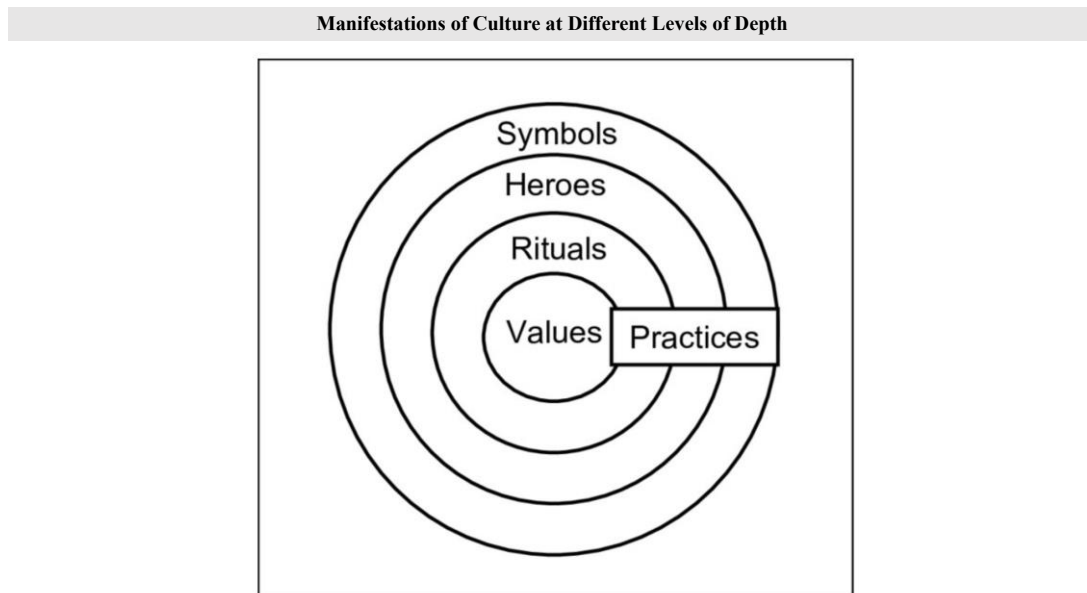 Manifestations of Culture at Different Levels of Depth
Symbols
Heroes
Rituals
Values
Practices